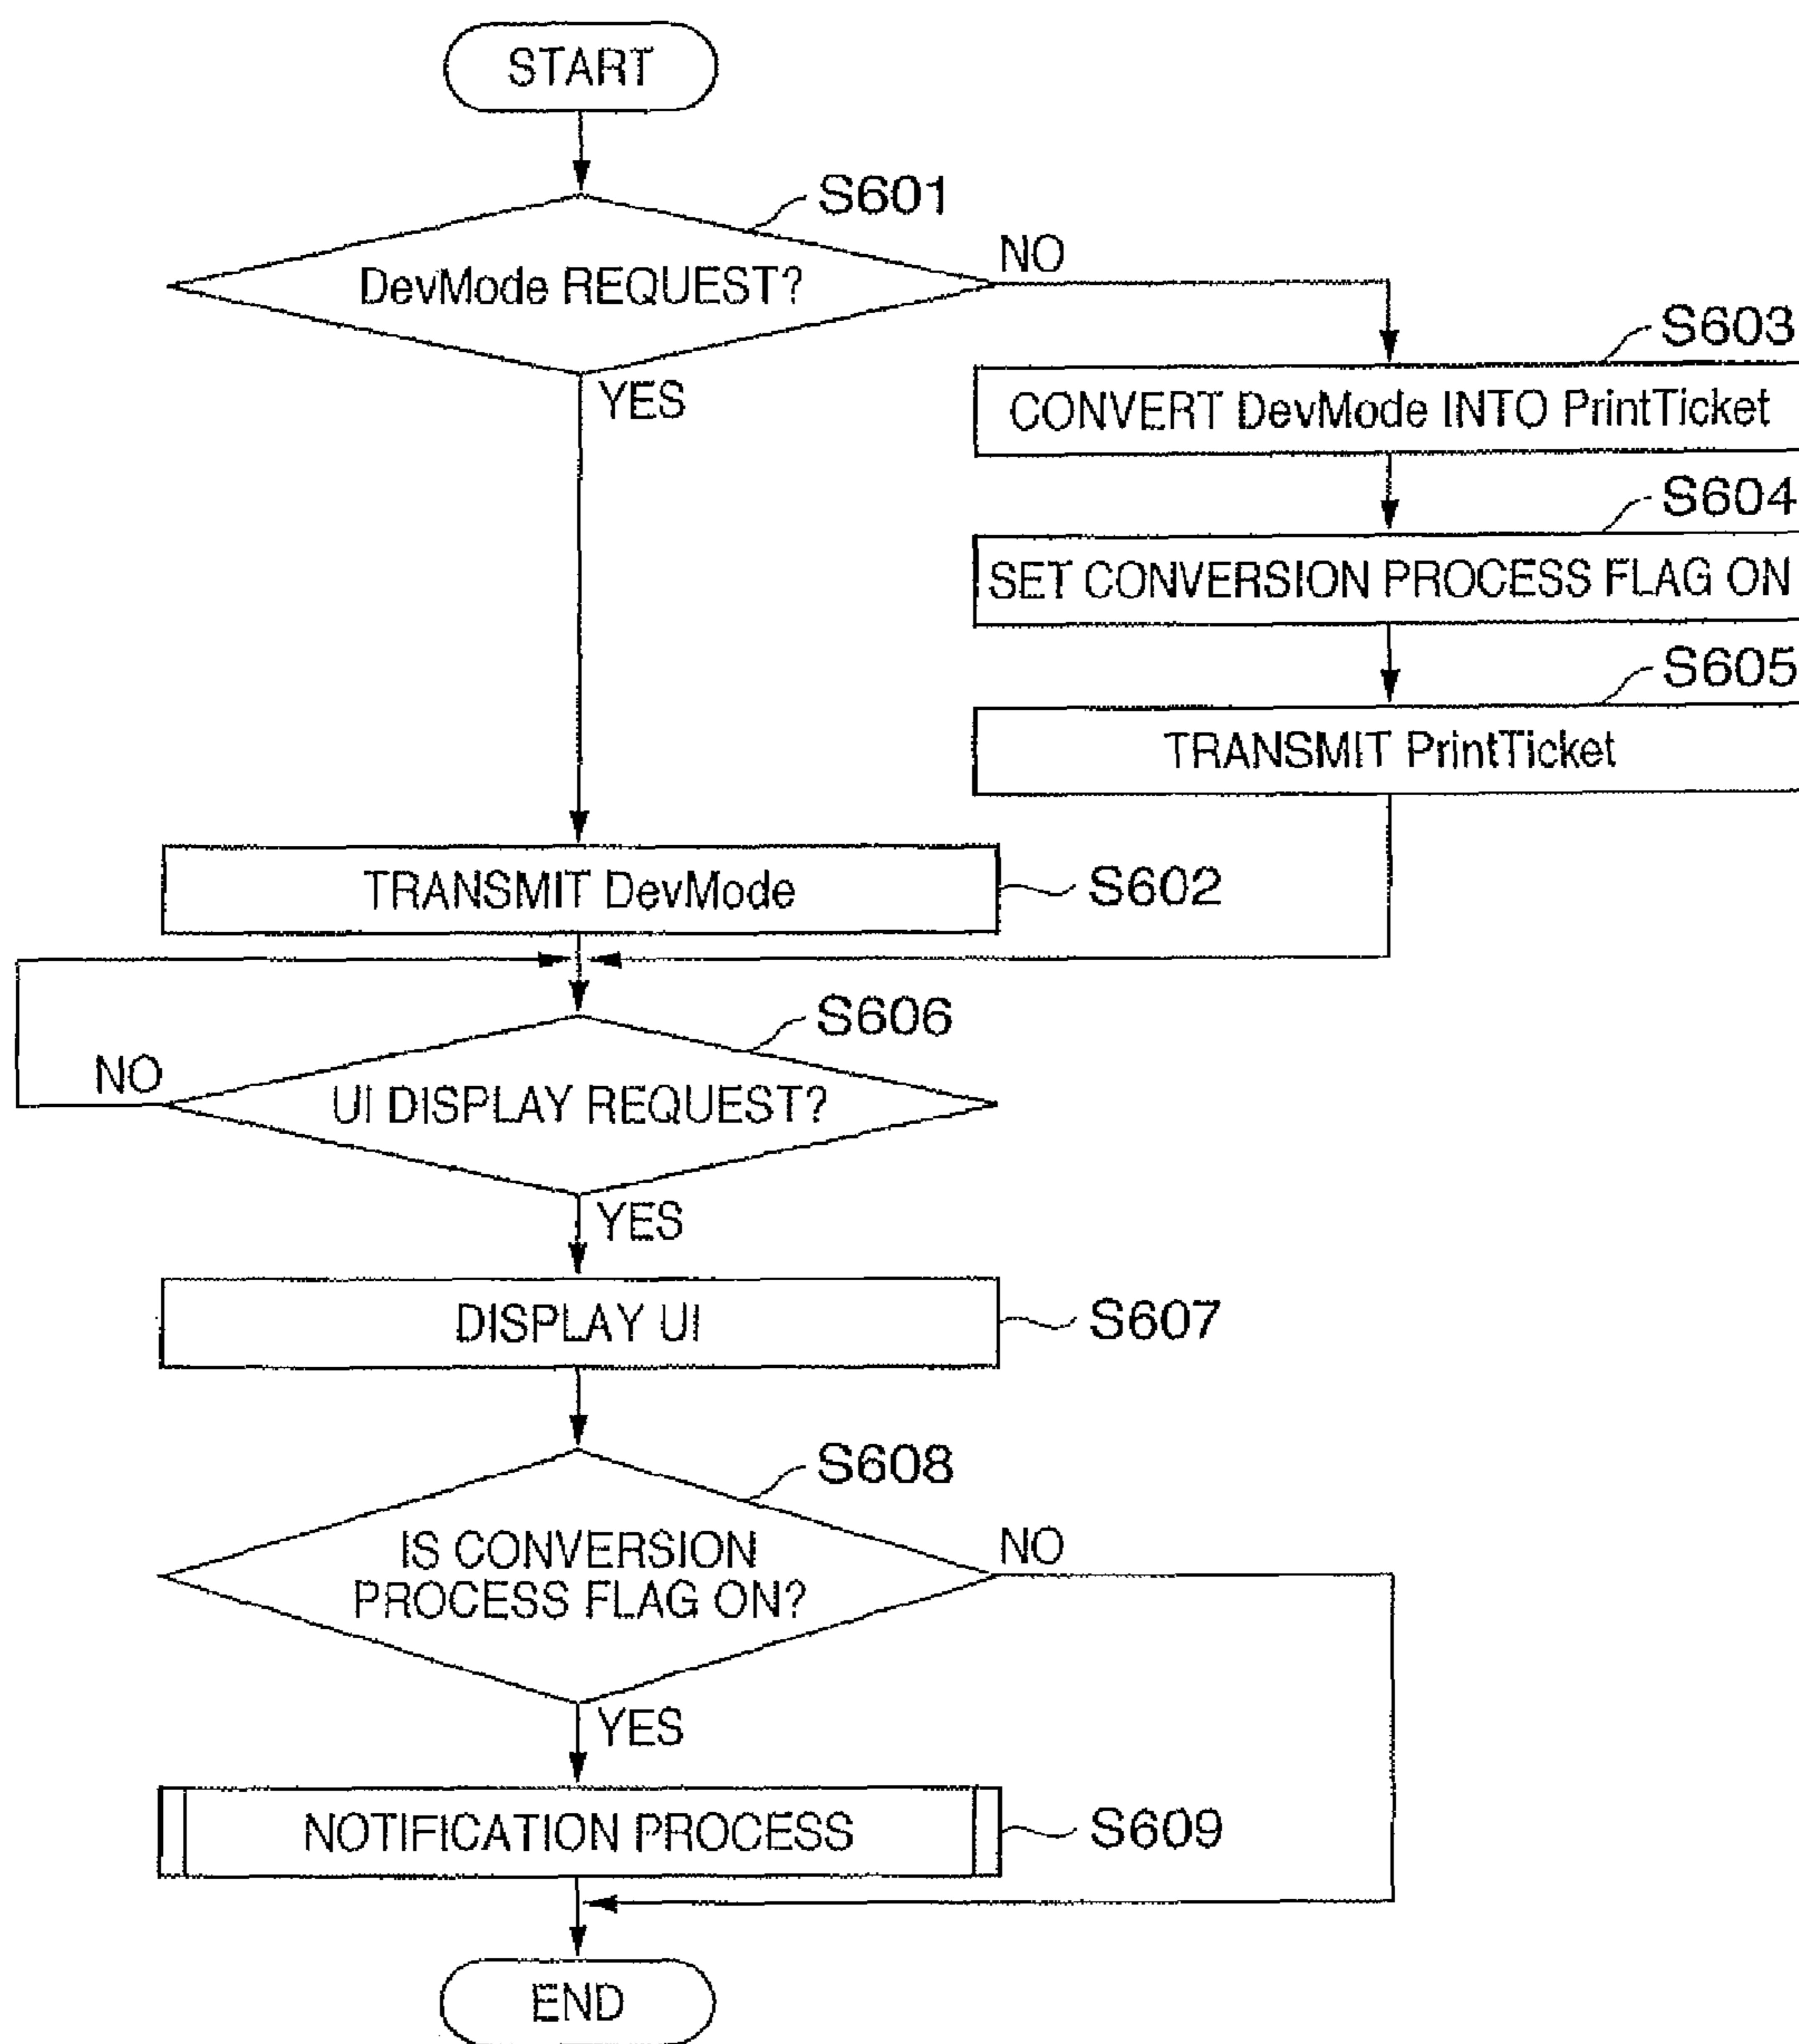 START
S601
DevMode REQUEST?
NO
YES
S603
CONVERT DevMode INTO PrintTicket
S604
SET CONVERSION PROCESS FLAG ON
S605
TRANSMIT PrintTicket
TRANSMIT DevMode
S602
S606
NO
UI DISPLAY REQUEST?
YES
DISPLAY UI
S607
S608
IS CONVERSION
PROCESS FLAG ON?
NO
YES
NOTIFICATION PROCESS
S609
END